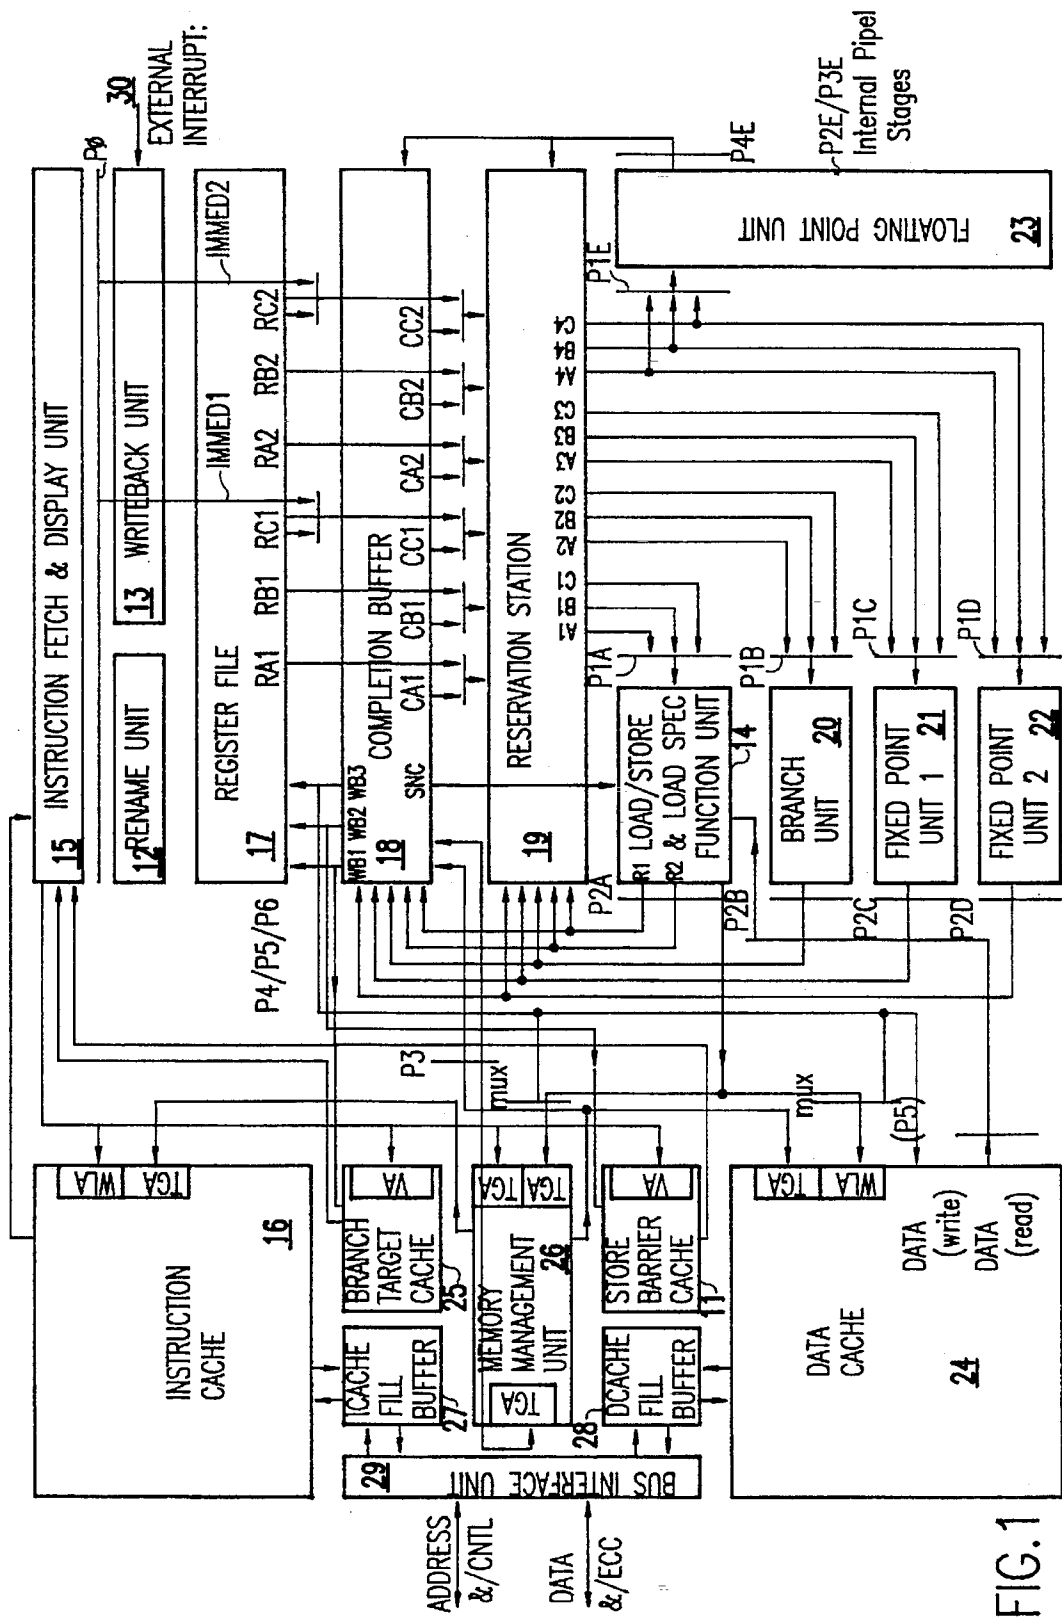 30
EXTERNAL
INTERRUPT:
PØ
15 INSTRUCTION FETCH & DISPLAY UNIT
12 RENAME UNIT
13 WRITEBACK UNIT
IMMED1
IMMED2
17 REGISTER FILE
RA1
RB1
RC1
RA2
RB2
RC2
P4/P5/P6
WB1 WB2 WB3
18 COMPLETION BUFFER
SNC
CA1
CB1
CC1
CA2
CB2
CC2
19 RESERVATION STATION
A1
B1
C1
A2
B2
C2
A3
B3
C3
A4
B4
C4
P1A
P1B
P1C
P1D
P1E
P2A
P2B
P2C
P2D
P4E
R1 LOAD/STORE
R2 & LOAD SPEC
FUNCTION UNIT
14
BRANCH
UNIT
20
FIXED POINT
UNIT 1
21
FIXED POINT
UNIT 2
22
FLOATING POINT UNIT
23
P2E/P3E
Internal Pipel
Stages
P3
mux
mux
(P5)
WLA
TGA
16
INSTRUCTION
CACHE
VA
BRANCH
TARGET
CACHE
25
TGA
TGA
26
MEMORY
MANAGEMENT
UNIT
TGA
VA
STORE
BARRIER
CACHE
11
TGA
WLA
DATA
(write)
DATA
(read)
DATA
CACHE
24
ICACHE
FILL
BUFFER
27
28
DCACHE
FILL
BUFFER
29
BUS INTERFACE UNIT
ADDRESS
&/CNTL
DATA
&/ECC
FIG. 1